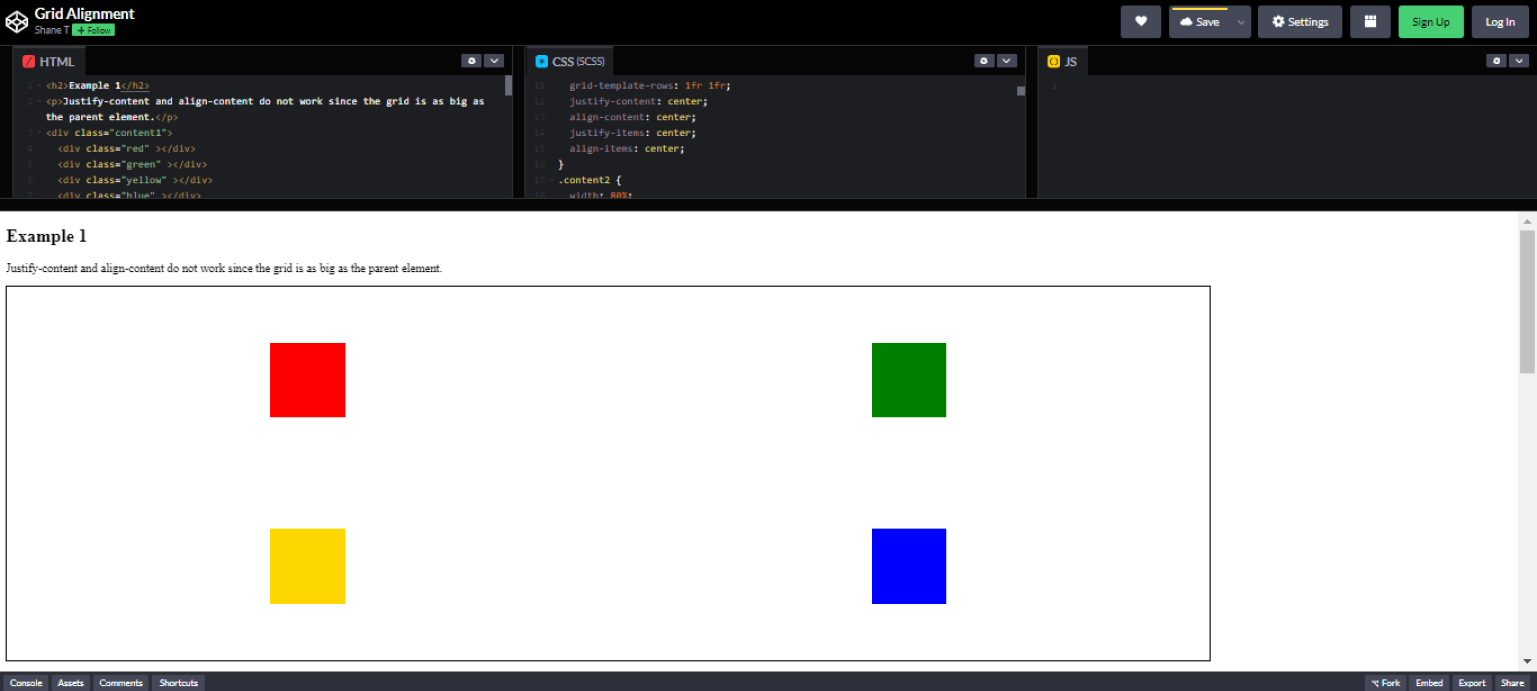 Grid Alignment
Shane T + Follow
Save
Settings
Sign Up
Log In
HTML
1 <h2>Example 1</h2>
2 <p>Justify-content and align-content do not work since the grid is as big as
the parent element.</p>
3 <div class="content1">
4 <div class="red" ></div>
5 <div class="green" ></div>
6 <div class="yellow" ></div>
7 <div class="blue" ></div>
CSS (SCSS)
11 grid-template-rows: 1fr 1fr;
12 justify-content: center;
13 align-content: center;
14 justify-items: center;
15 align-items: center;
16 }
17 .content2 {
18 width: 80%;
JS
1
Example 1
Justify-content and align-content do not work since the grid is as big as the parent element.
Console Assets Comments Shortcuts
Fork Embed Export Share